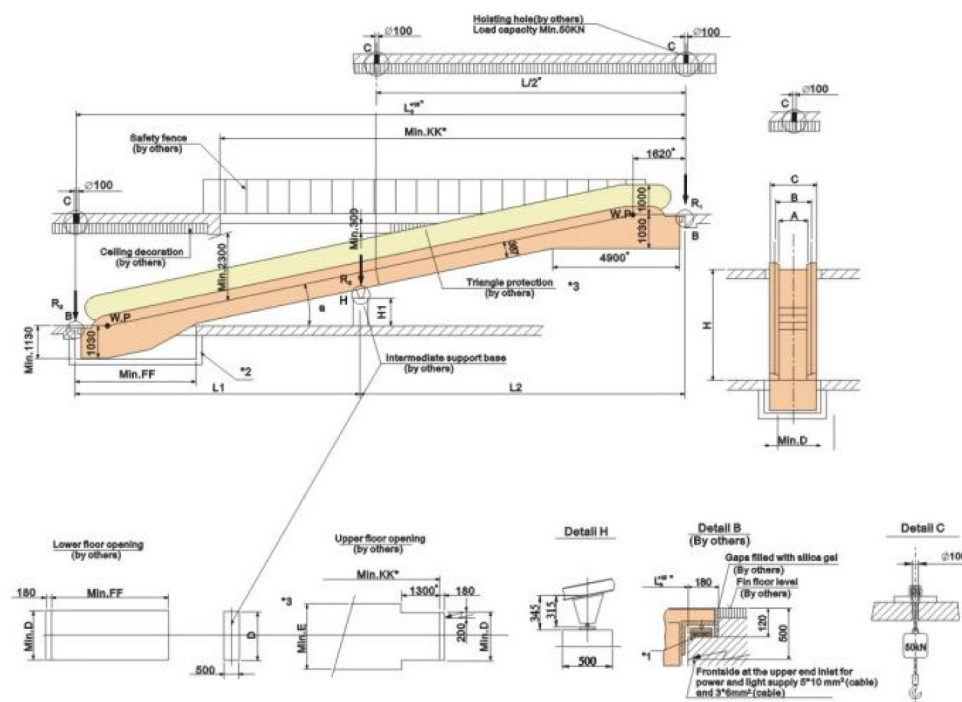 Hoisting hole(by others)
Load capacity Min.50KN
Ø100
Ø100
C
C
L/2*
Ø100
C
Min.KK*
Safety fence
(by others)
1620*
Ø100
C
C
B
A
1000
R₁
W.P
1030
B
Min.300
Ceiling decoration
(by others)
Min.2300
4900*
Triangle protection
(by others)
*3
H
H
H1
a
B
W.P
Min.1130
1030
Intermediate support base
(by others)
*2
Min.FF
L1
L2
Min.D
Lower floor opening
(by others)
Upper floor opening
(by others)
Detail H
Detail B
(By others)
Detail C
Gaps filled with silica gel
(By others)
Fin floor level
(By others)
Ø100
Min.KK*
180
Min.FF
*3
1300*
180
180
200
Min.D
D
Min.E
Min.D
345
315
120
500
50kN
500
500
*1
Frontside at the upper end inlet for
power and light supply 5*10 mm² (cable)
and 3*6mm² (cable)